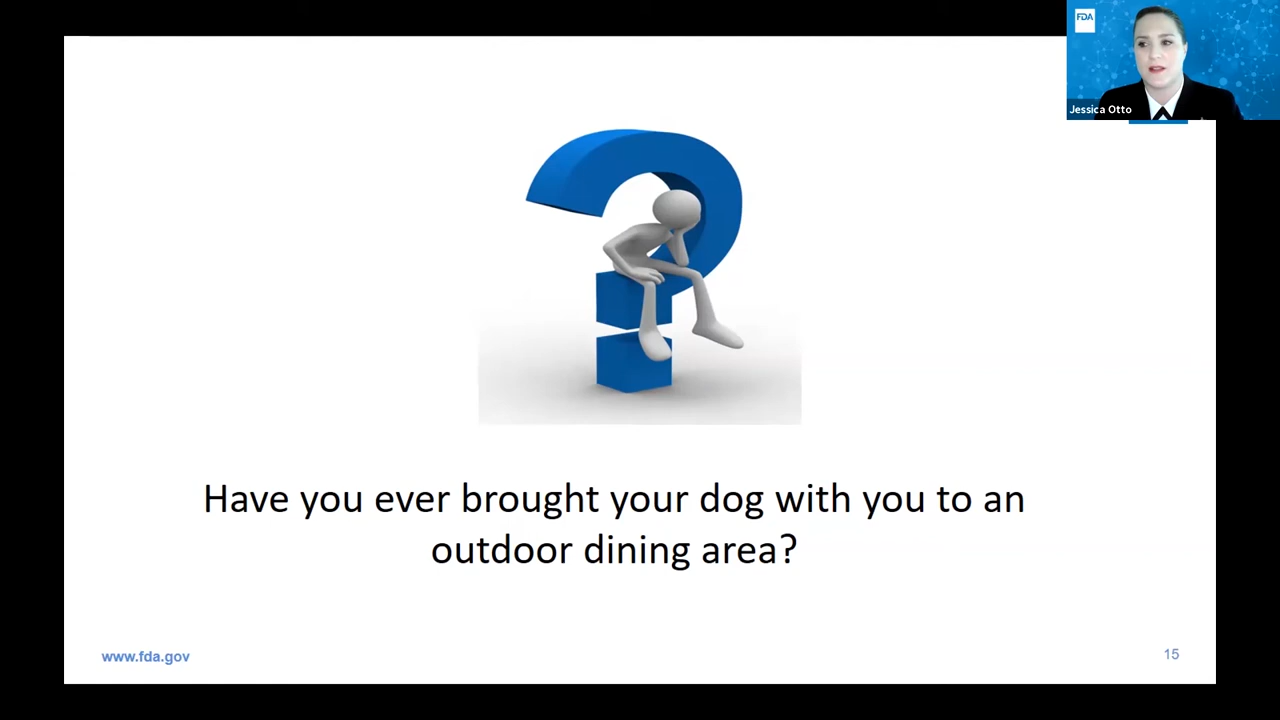 FDA
Jessica Otto
Have you ever brought your dog with you to an
outdoor dining area?
www.fda.gov
15